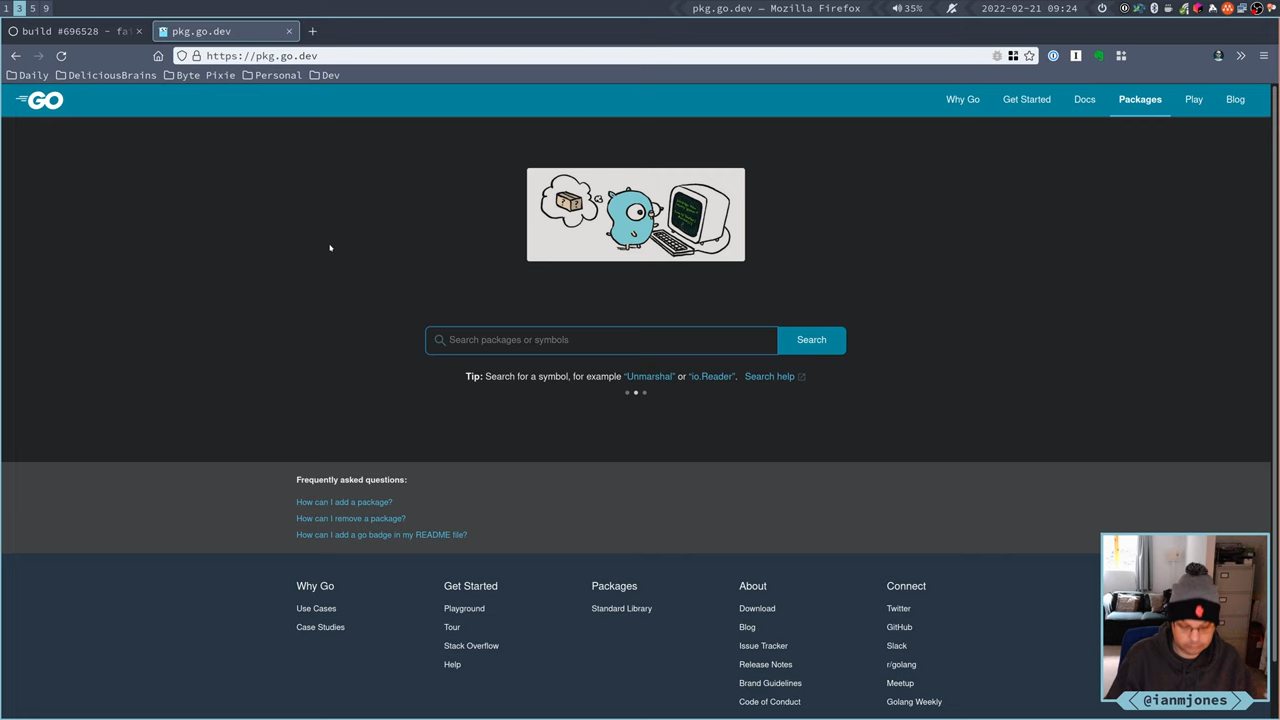 1 3 5 9
pkg.go.dev — Mozilla Firefox
35%
2022-02-21 09:24
build #696528 - fa
pkg.go.dev
https://pkg.go.dev
Daily DeliciousBrains Byte Pixie Personal Dev
GO
Why Go Get Started Docs Packages Play Blog
Search packages or symbols
Search
Tip: Search for a symbol, for example “Unmarshal” or “io.Reader”. Search help
Frequently asked questions:
How can I add a package?
How can I remove a package?
How can I add a go badge in my README file?
Why Go
Use Cases
Case Studies
Get Started
Playground
Tour
Stack Overflow
Help
Packages
Standard Library
About
Download
Blog
Issue Tracker
Release Notes
Brand Guidelines
Code of Conduct
Connect
Twitter
GitHub
Slack
r/golang
Meetup
Golang Weekly
@ianmjones